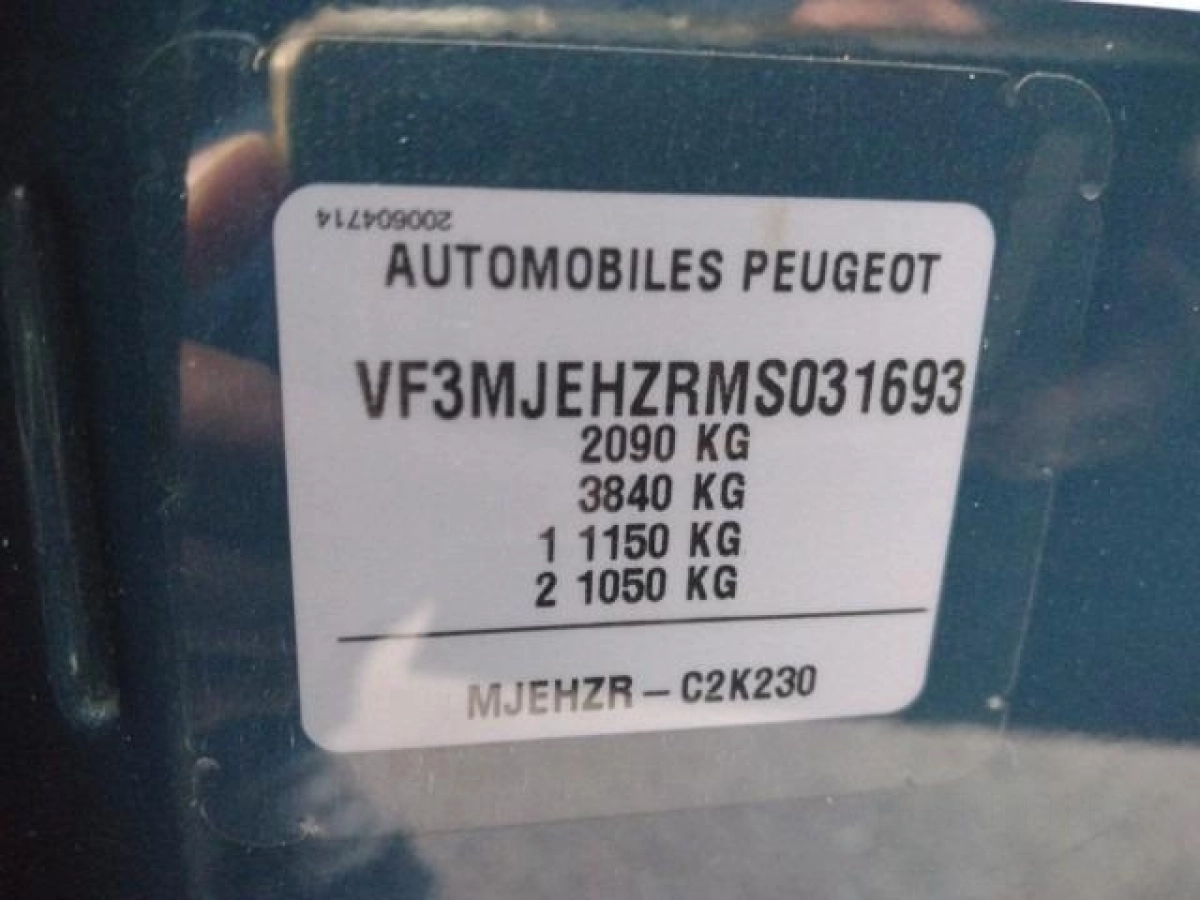 200604714
AUTOMOBILES PEUGEOT
VF3MJEHZRMS031693
2090 KG
3840 KG
1 1150 KG
2 1050 KG
MJEHZR – C2K230